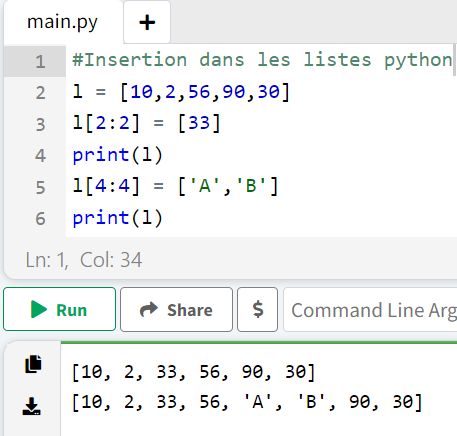 main.py
+
1 #Insertion dans les listes python
2 l = [10,2,56,90,30]
3 l[2:2] = [33]
4 print(l)
5 l[4:4] = ['A','B']
6 print(l)
Ln: 1, Col: 34
Run Share $ Command Line Arg
[10, 2, 33, 56, 90, 30]
[10, 2, 33, 56, 'A', 'B', 90, 30]